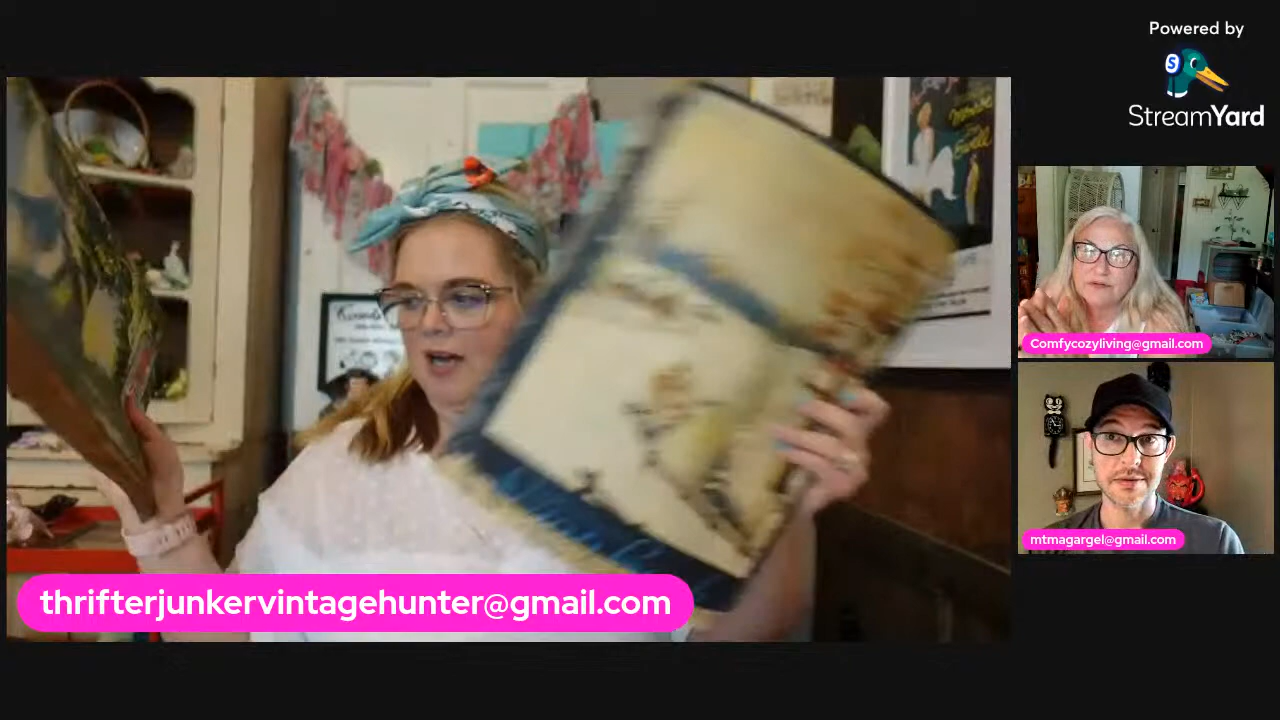 Powered by
StreamYard
Comfycozyliving@gmail.com
mtmagargel@gmail.com
thrifterjunkervintagehunter@gmail.com